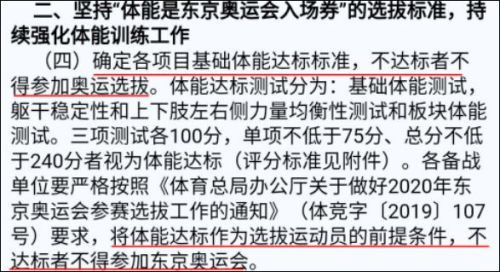 二、坚持“体能是东京奥运会入场券”的选拔标准，持
续强化体能训练工作
（四）确定各项目基础体能达标标准，不达标者不
得参加奥运选拔。体能达标测试分为：基础体能测试，
躯干稳定性和上下肢左右侧力量均衡性测试和板块体能
测试。三项测试各100分，单项不低于75分、总分不低
于240分者视为体能达标（评分标准见附件）。各备战
单位要严格按照《体育总局办公厅关于做好2020年东
京奥运会参赛选拔工作的通知》（体竞字〔2019〕107
号）要求，将体能达标作为选拔运动员的前提条件，不
达标者不得参加东京奥运会。